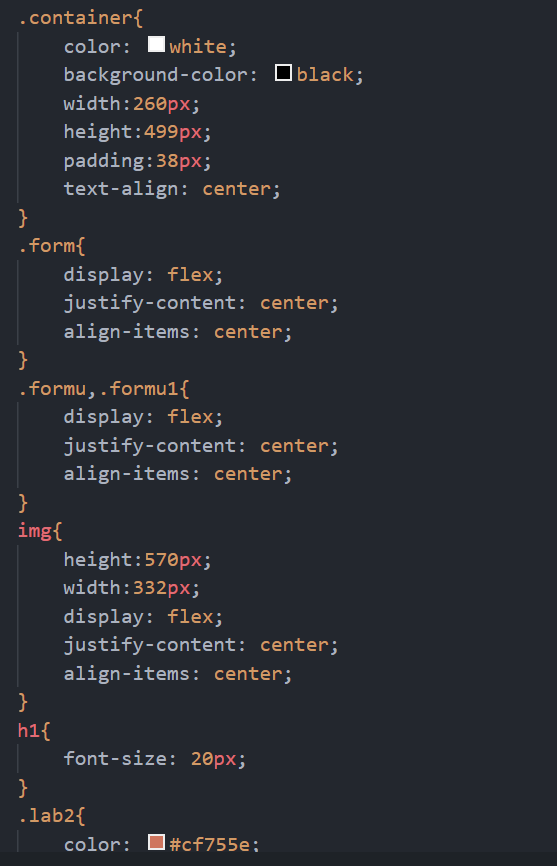 .container{
color: white;
background-color: black;
width:260px;
height:499px;
padding:38px;
text-align: center;
}
.form{
display: flex;
justify-content: center;
align-items: center;
}
.formu,.formu1{
display: flex;
justify-content: center;
align-items: center;
}
img{
height:570px;
width:332px;
display: flex;
justify-content: center;
align-items: center;
}
h1{
font-size: 20px;
}
.lab2{
color: #cf755e;